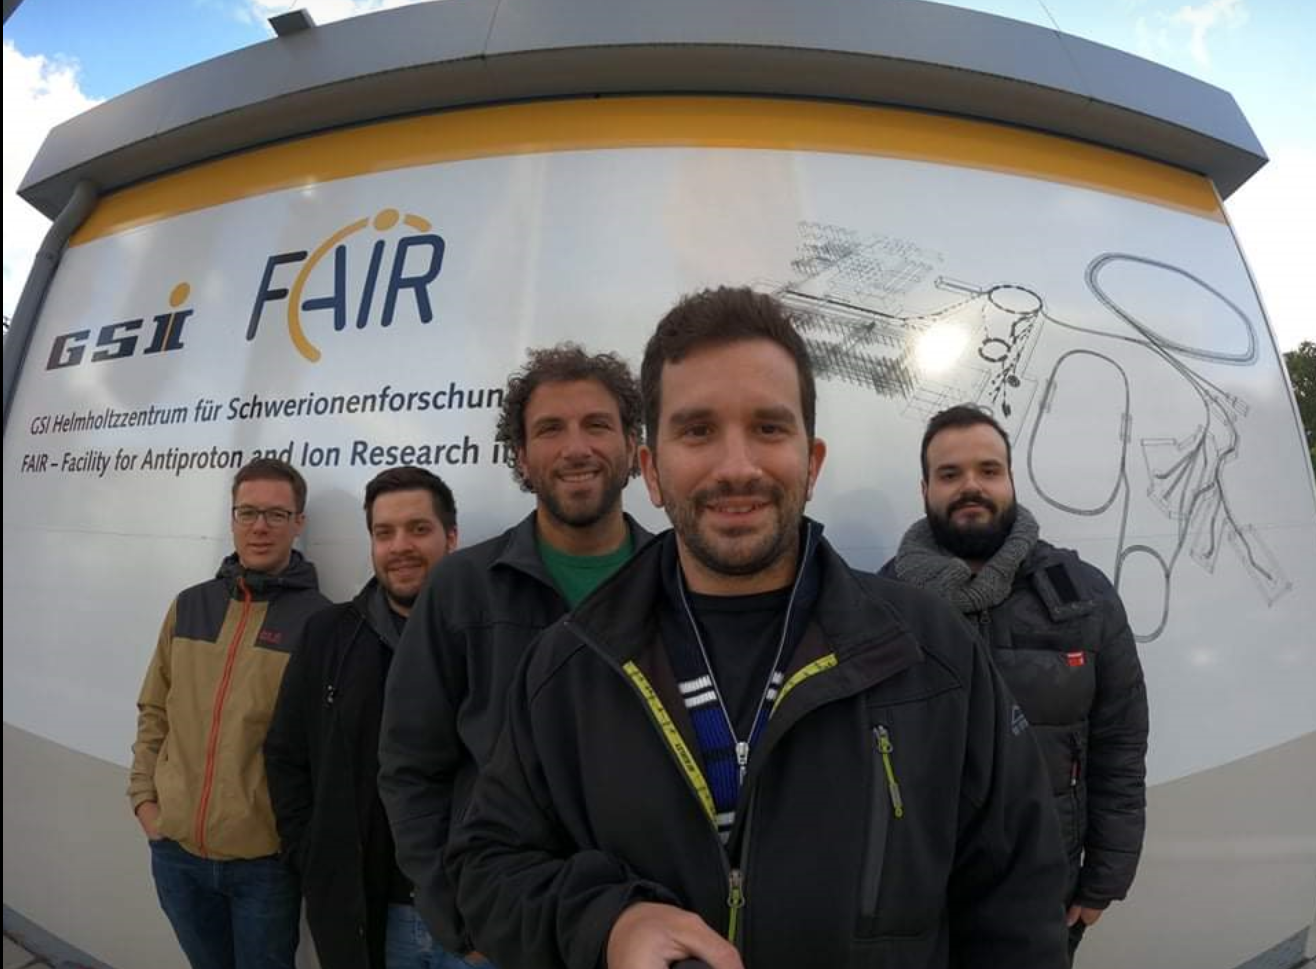 GSI FAIR
GSI Helmholtzzentrum für Schwerionenforschun
FAIR – Facility for Antiproton and Ion Research i